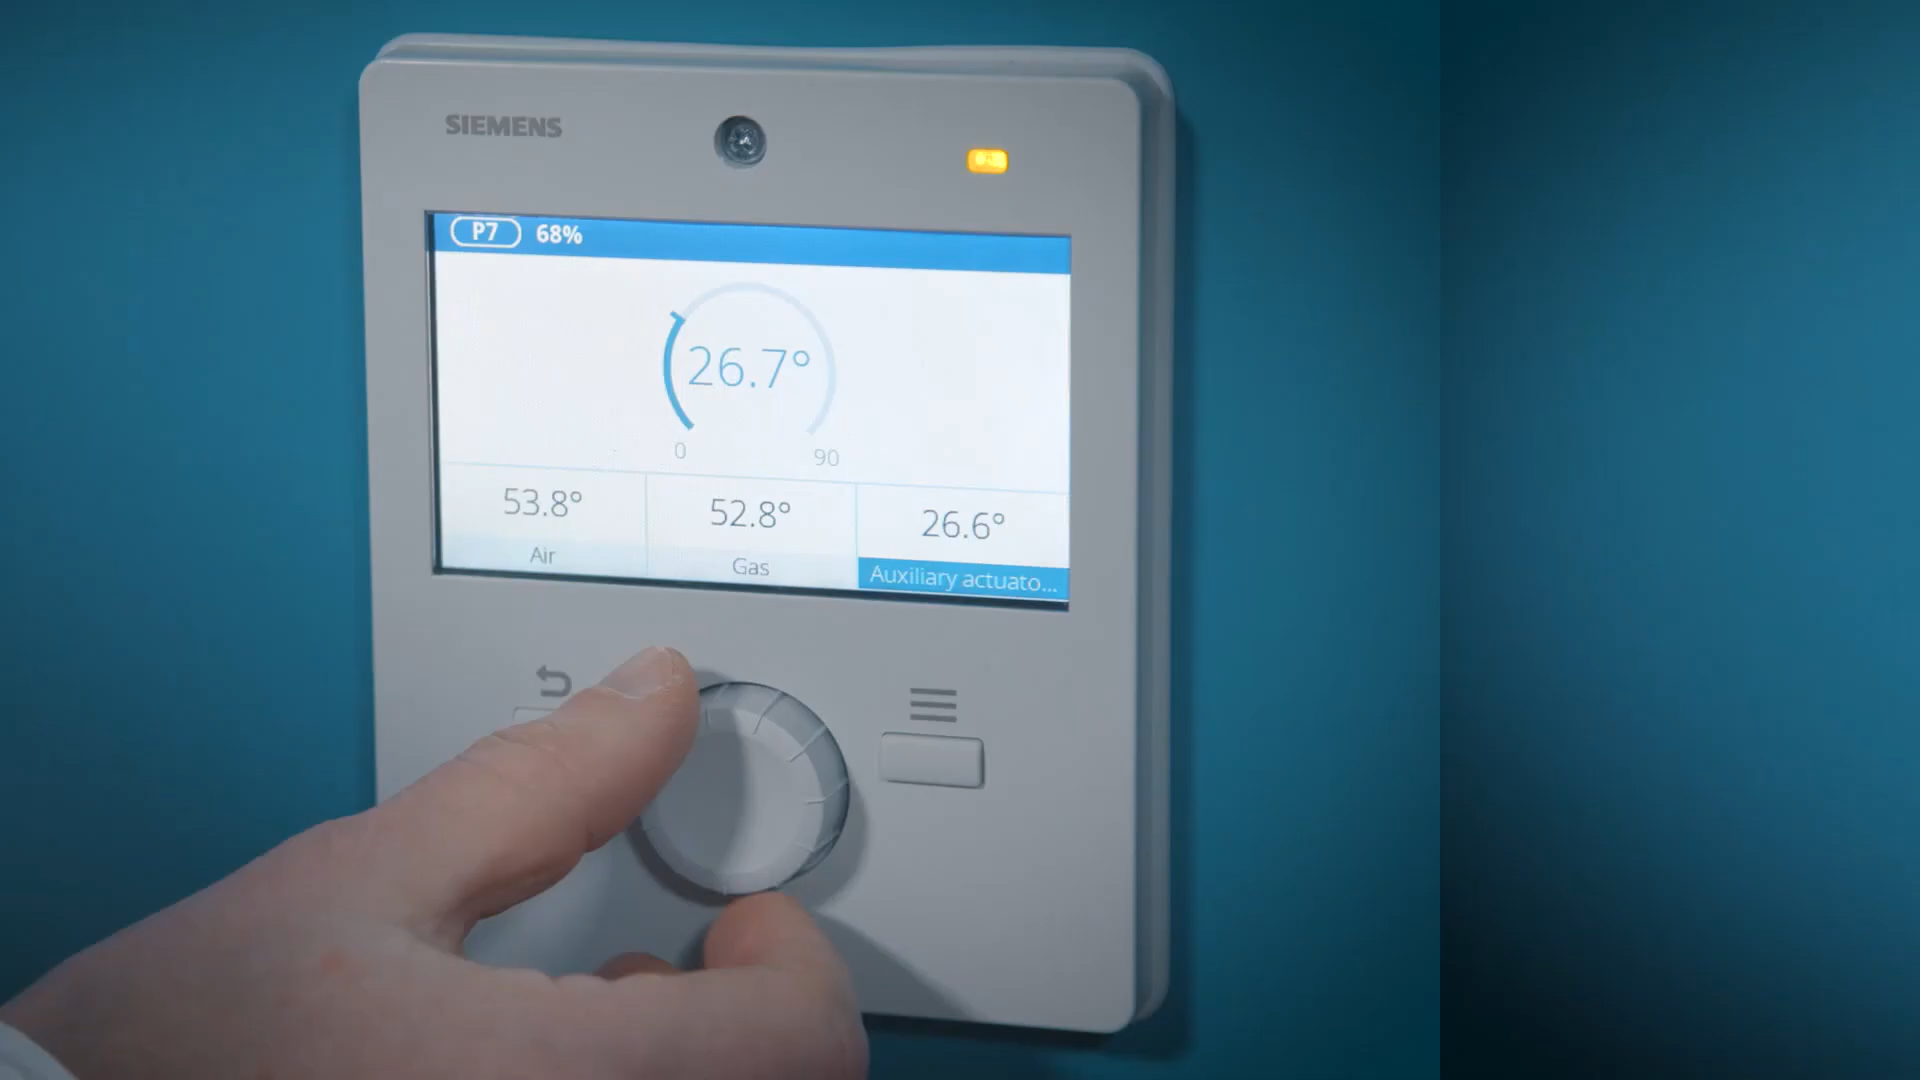 SIEMENS
P7 68%
26.7°
0 90
53.8° 52.8° 26.6°
Air Gas Auxiliary actuato...